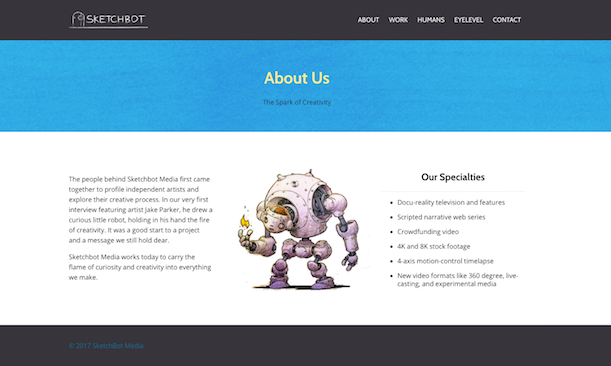 SKETCHBOT
ABOUT WORK HUMANS EYELEVEL CONTACT
About Us
The Spark of Creativity
The people behind Sketchbot Media first came
together to profile independent artists and
explore their creative process. In our very first
interview featuring artist Jake Parker, he drew a
curious little robot, holding in his hand the fire
of creativity. It was a good start to a project
and a message we still hold dear.
Sketchbot Media works today to carry the
flame of curiosity and creativity into everything
we make.
Our Specialties
Docu-reality television and features
Scripted narrative web series
Crowdfunding video
4K and 8K stock footage
4-axis motion-control timelapse
New video formats like 360 degree, live-
casting, and experimental media
© 2017 SketchBot Media